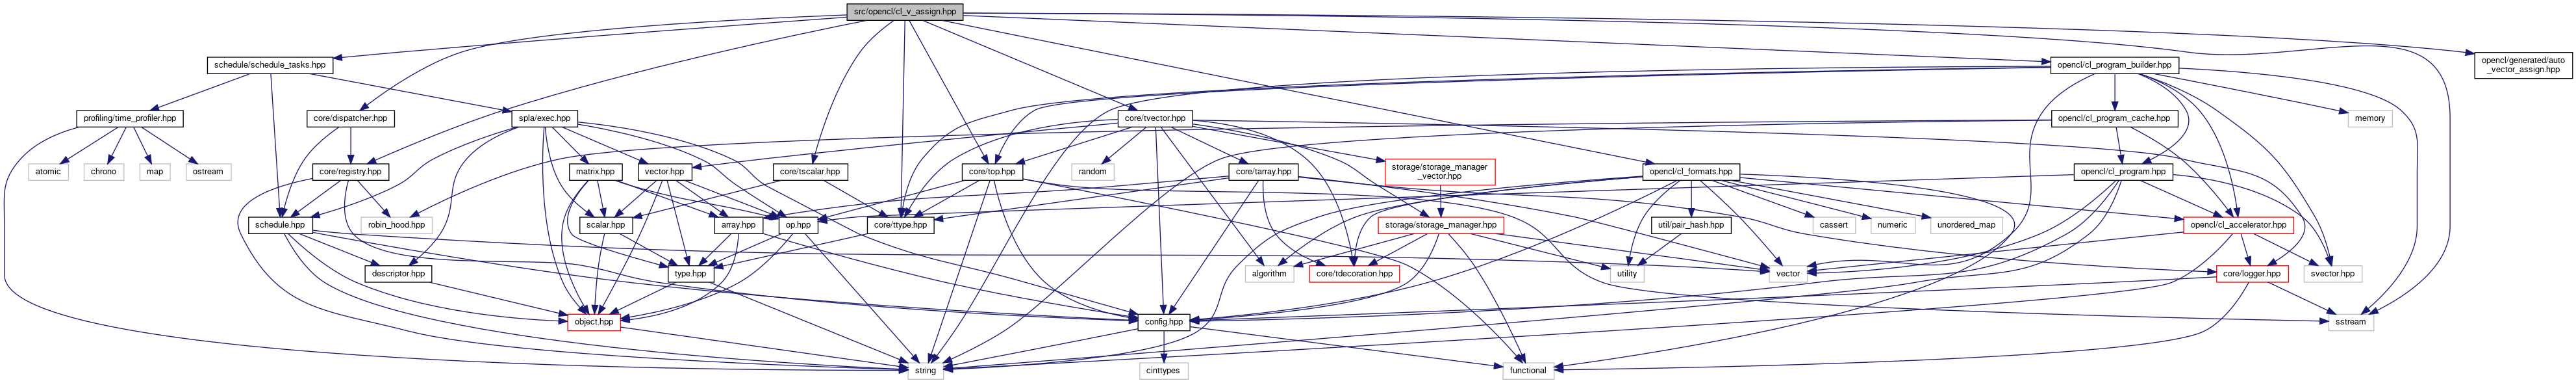 src/opencl/cl_v_assign.hpp
schedule/schedule_tasks.hpp
opencl/cl_program_builder.hpp
opencl/generated/auto
_vector_assign.hpp
profiling/time_profiler.hpp
core/dispatcher.hpp
spla/exec.hpp
core/tvector.hpp
opencl/cl_program_cache.hpp
memory
atomic
chrono
map
ostream
core/registry.hpp
matrix.hpp
vector.hpp
core/tscalar.hpp
core/top.hpp
random
core/tarray.hpp
storage/storage_manager
_vector.hpp
opencl/cl_formats.hpp
opencl/cl_program.hpp
schedule.hpp
robin_hood.hpp
scalar.hpp
array.hpp
op.hpp
core/ttype.hpp
storage/storage_manager.hpp
util/pair_hash.hpp
cassert
numeric
unordered_map
opencl/cl_accelerator.hpp
descriptor.hpp
type.hpp
algorithm
core/tdecoration.hpp
utility
vector
core/logger.hpp
svector.hpp
object.hpp
config.hpp
sstream
string
cinttypes
functional